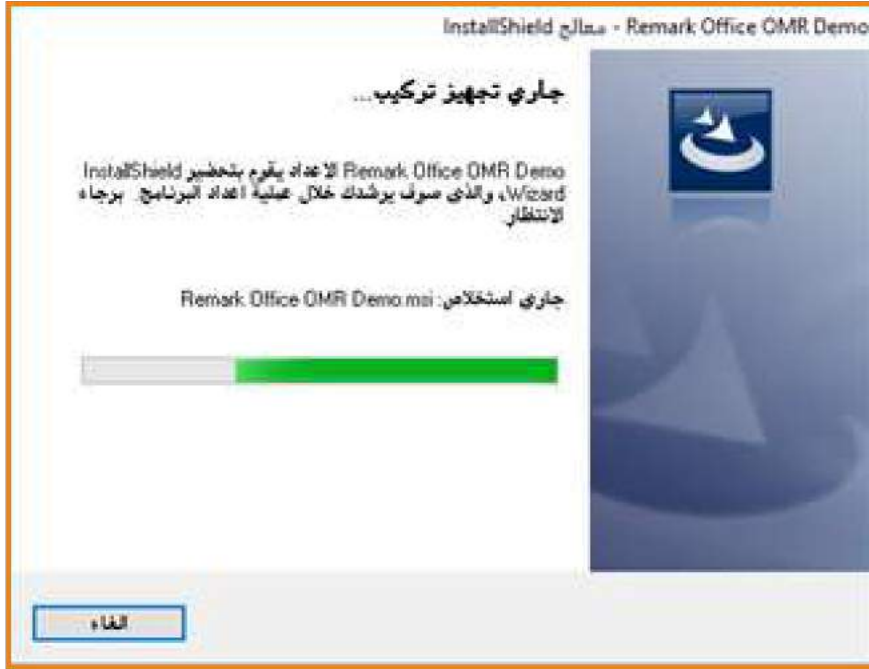 Remark Office OMR Demo - معالج InstallShield
جاري تجهيز تركيب...
Remark Office OMR Demo الاعداد يقوم بتحضير InstallShield
Wizard، والذى سوف يرشدك خلال عملية اعداد البرنامج. برجاء
الانتظار.
جاري استخلاص: Remark Office OMR Demo.msi
الغاء